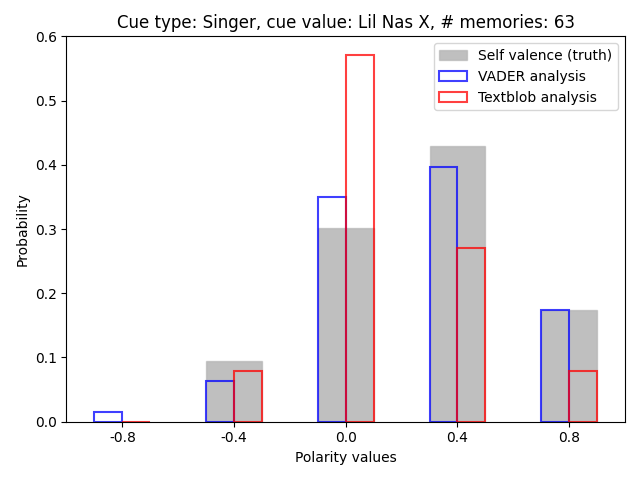 Cue type: Singer, cue value: Lil Nas X, # memories: 63
Self valence (truth)
VADER analysis
Textblob analysis
Probability
0.6
0.5
0.4
0.3
0.2
0.1
0.0
-0.8 -0.4 0.0 0.4 0.8
Polarity values